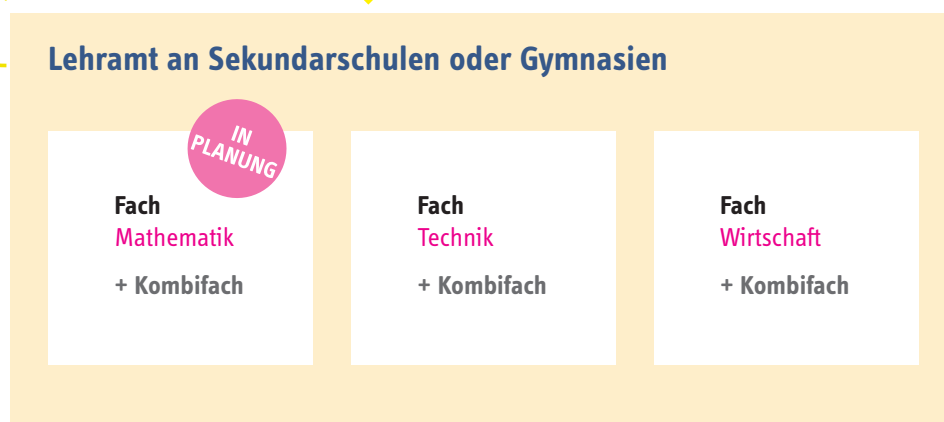 Lehramt an Sekundarschulen oder Gymnasien
IN
PLANUNG
Fach
Mathematik
+ Kombifach
Fach
Technik
+ Kombifach
Fach
Wirtschaft
+ Kombifach